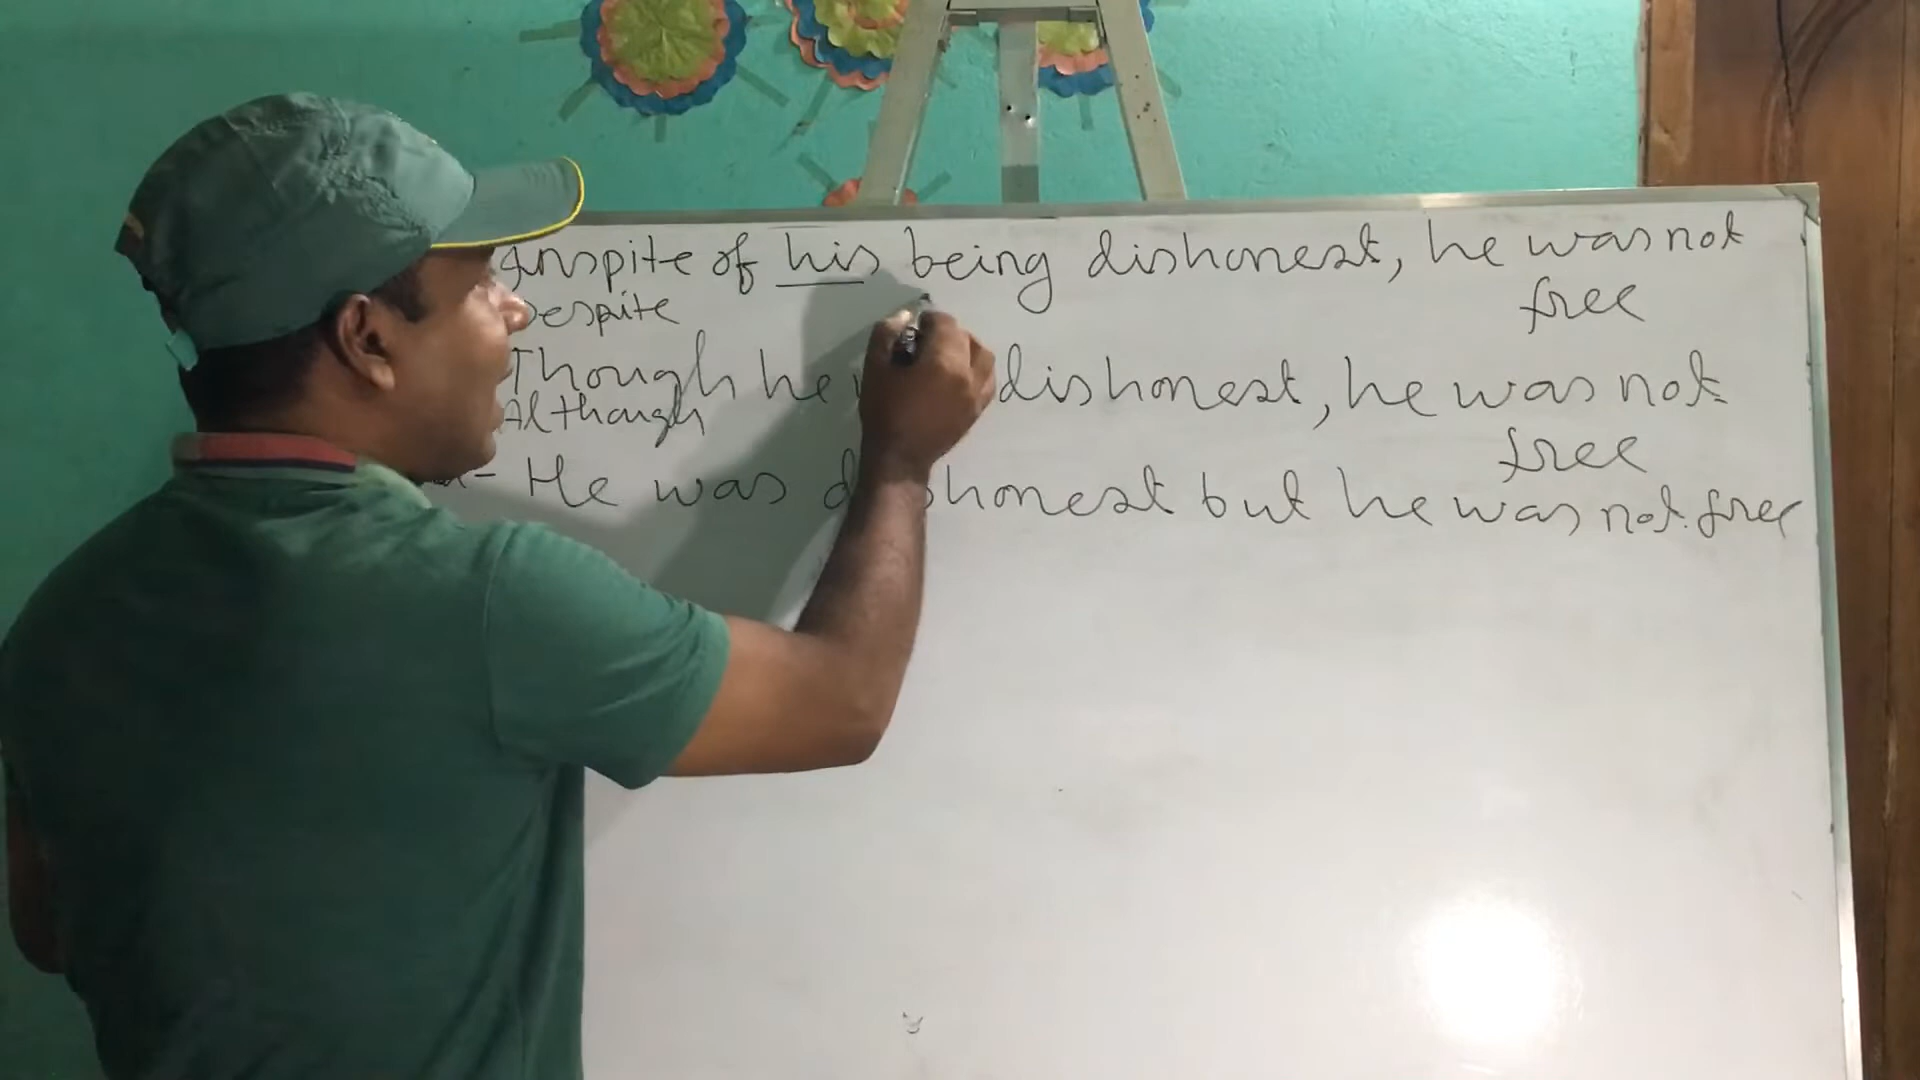 Inspite of his being dishonest, he was not
Despite free
Though he dishonest, he was not
Although free
- He was dishonest but he was not free